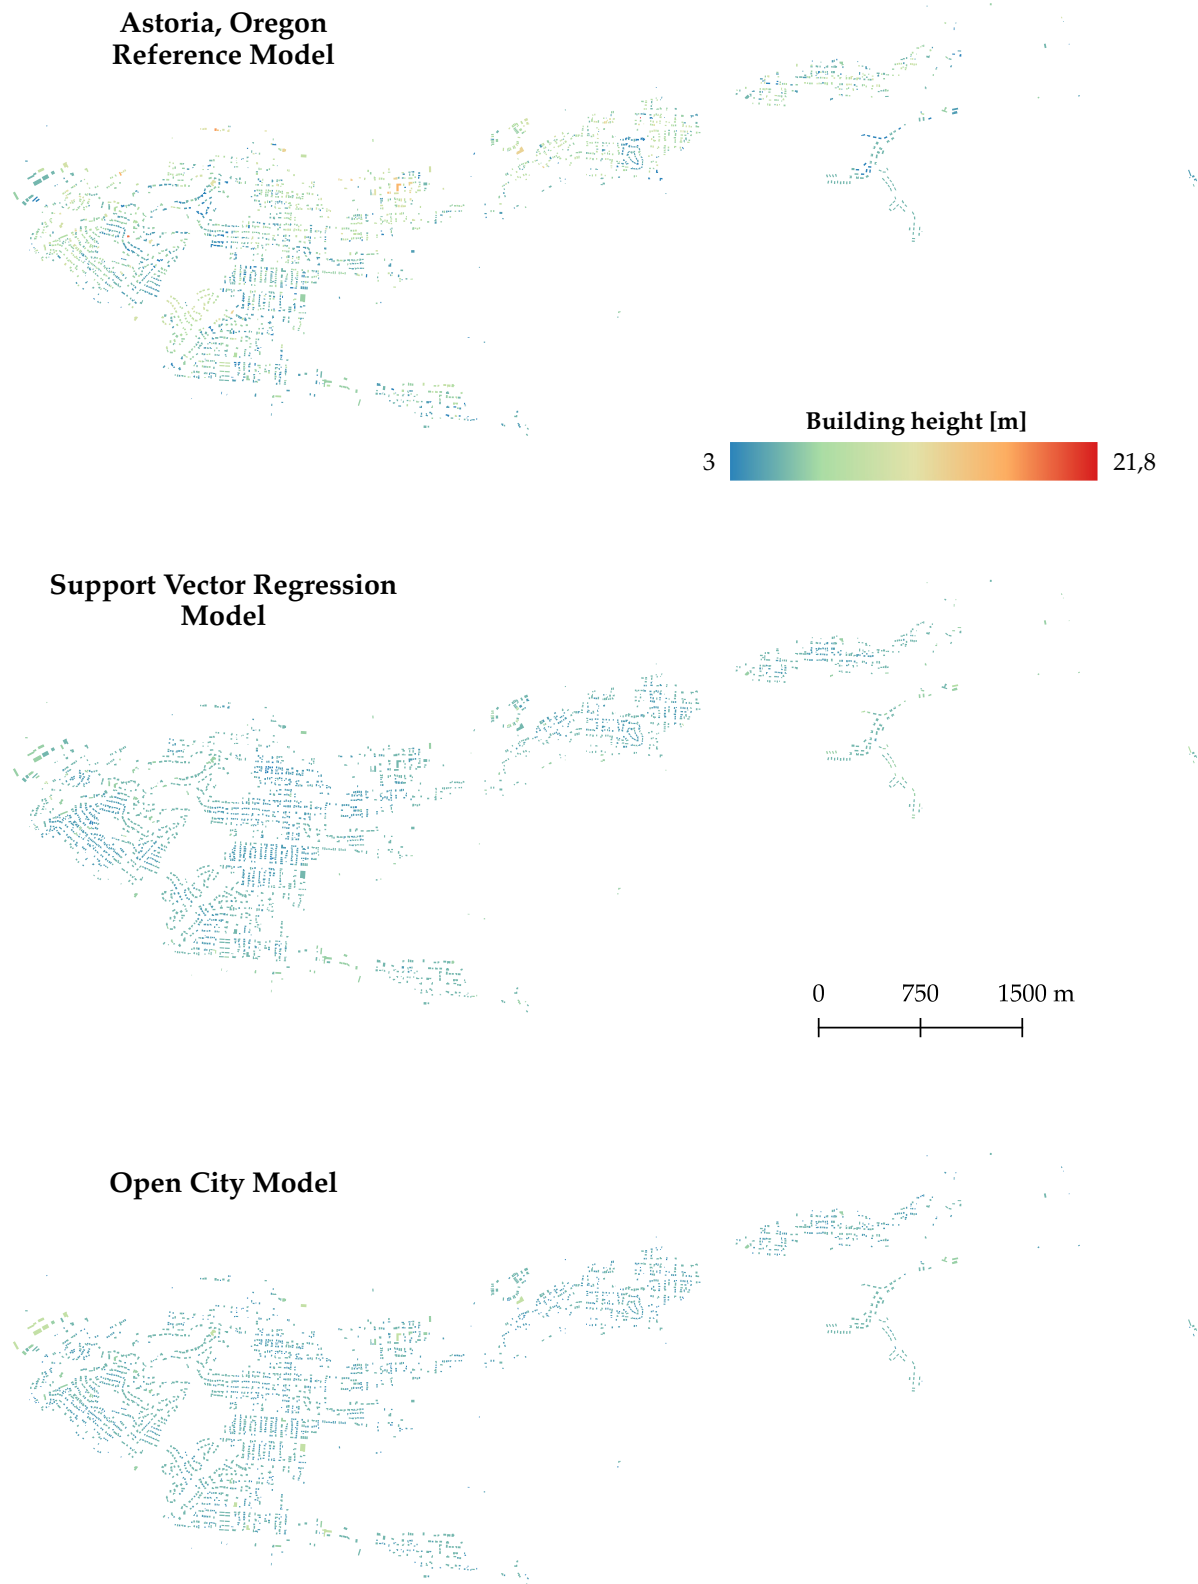 Astoria, Oregon
Reference Model
Building height [m]
3
21,8
Support Vector Regression
Model
0 750 1500 m
Open City Model